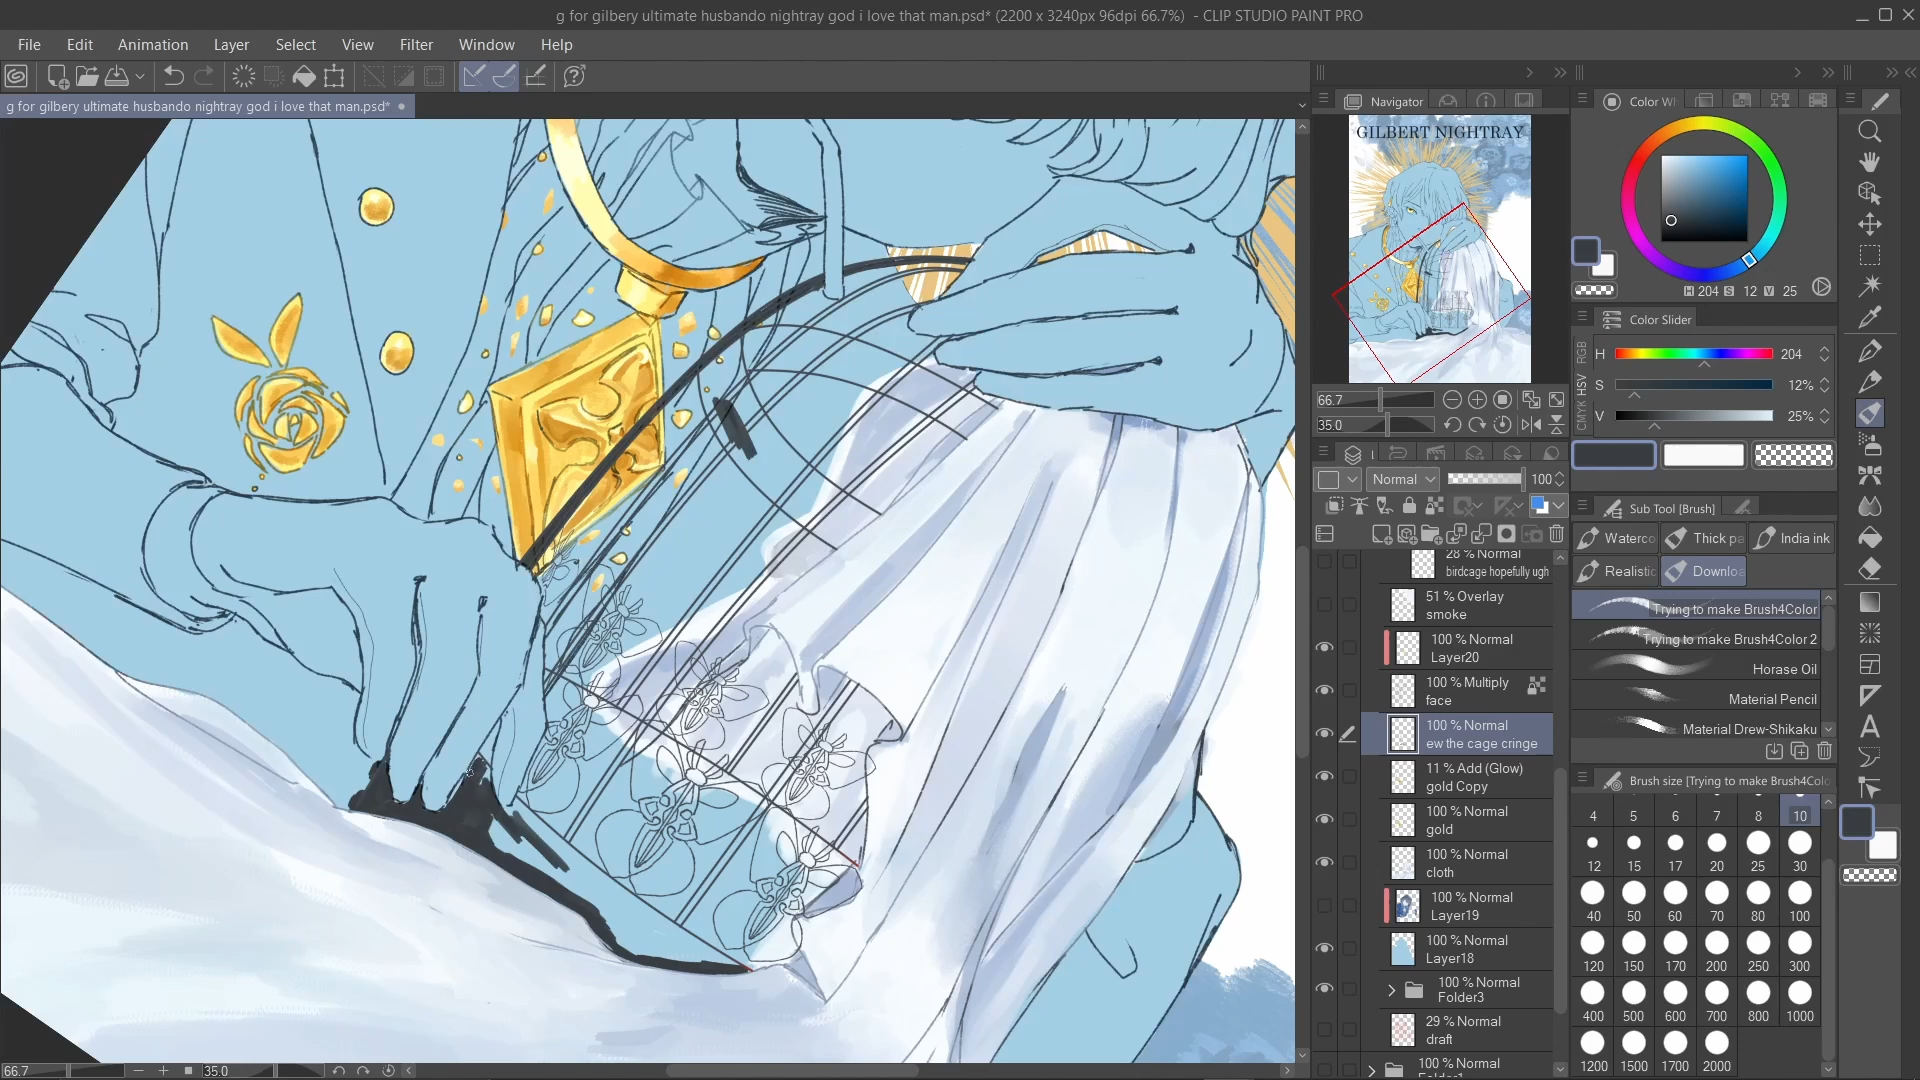 g for gilbery ultimate husbando nightray god i love that man.psd* (2200 x 3240px 96dpi 66.7%) - CLIP STUDIO PAINT PRO
File Edit Animation Layer Select View Filter Window Help
g for gilbery ultimate husbando nightray god i love that man.psd*
Navigator
GILBERT NIGHTRAY
66.7
35.0
Normal 100
28 % Normal
birdcage hopefully ugh
51 % Overlay
smoke
100 % Normal
Layer20
100 % Multiply
face
100 % Normal
ew the cage cringe
11 % Add (Glow)
gold Copy
100 % Normal
gold
100 % Normal
cloth
100 % Normal
Layer19
100 % Normal
Layer18
100 % Normal
Folder3
29 % Normal
draft
100 % Normal
Color Wh
H 204 S 12 V 25
Color Slider
RGB
HSV
CMYK
H 204
S 12%
V 25%
Sub Tool [Brush]
Waterco Thick pa India ink
Realistic Downloa
Trying to make Brush4Color
Trying to make Brush4Color 2
Horase Oil
Material Pencil
Material Drew-Shikaku
Brush size [Trying to make Brush4Colo
4 5 6 7 8 10
12 15 17 20 25 30
40 50 60 70 80 100
120 150 170 200 250 300
400 500 600 700 800 1000
1200 1500 1700 2000
66.7 35.0